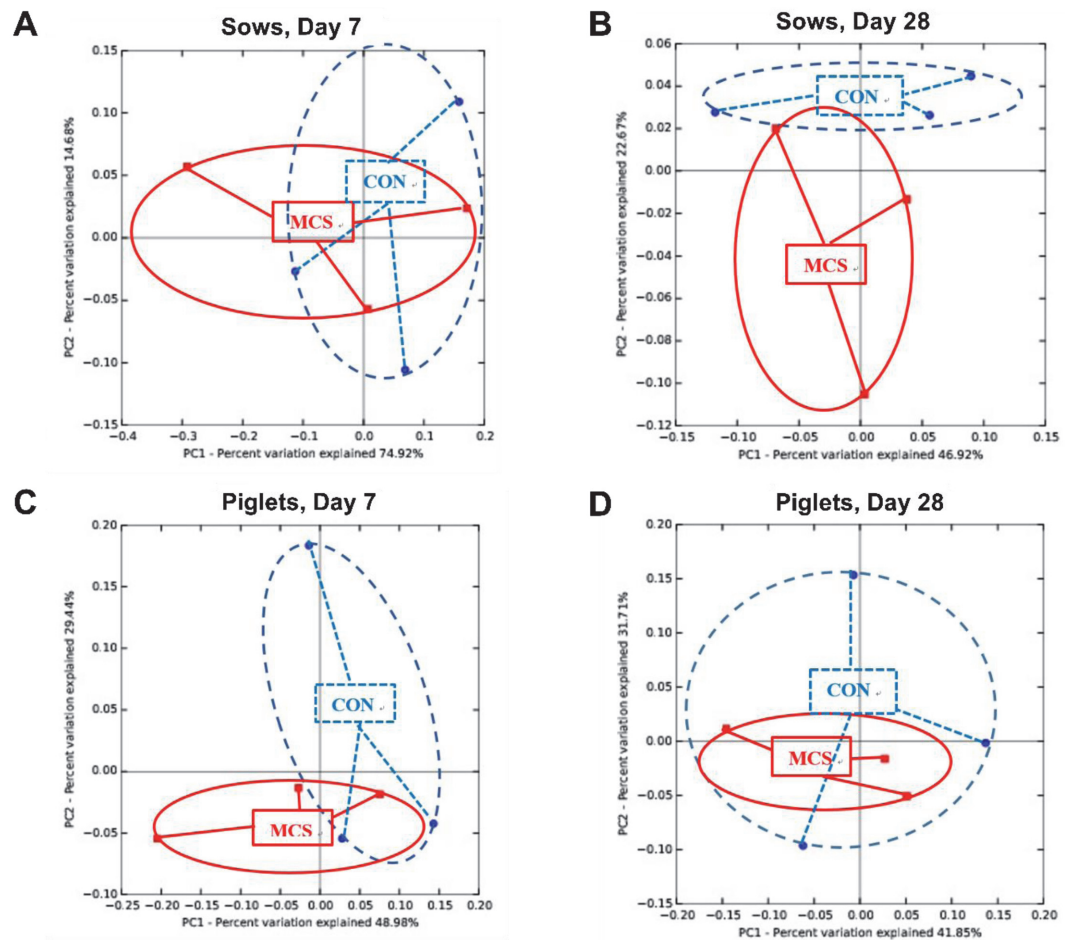 A
Sows, Day 7
PC2 - Percent variation explained 14.68%
0.15
0.10
0.05
0.00
−0.05
−0.10
−0.15
CON
MCS
−0.4
−0.3
−0.2
−0.1
0.0
0.1
0.2
PC1 - Percent variation explained 74.92%
B
Sows, Day 28
PC2 - Percent variation explained 22.67%
0.06
0.04
0.02
0.00
−0.02
−0.04
−0.06
−0.08
−0.10
−0.12
CON
MCS
−0.15
−0.10
−0.05
0.00
0.05
0.10
0.15
PC1 - Percent variation explained 46.92%
C
Piglets, Day 7
PC2 - Percent variation explained 29.44%
0.20
0.15
0.10
0.05
0.00
−0.05
−0.10
CON
MCS
−0.25
−0.20
−0.15
−0.10
−0.05
0.00
0.05
0.10
0.15
0.20
PC1 - Percent variation explained 48.98%
D
Piglets, Day 28
PC2 - Percent variation explained 31.71%
0.20
0.15
0.10
0.05
0.00
−0.05
−0.10
−0.15
CON
MCS
−0.20
−0.15
−0.10
−0.05
0.00
0.05
0.10
0.15
0.20
PC1 - Percent variation explained 41.85%